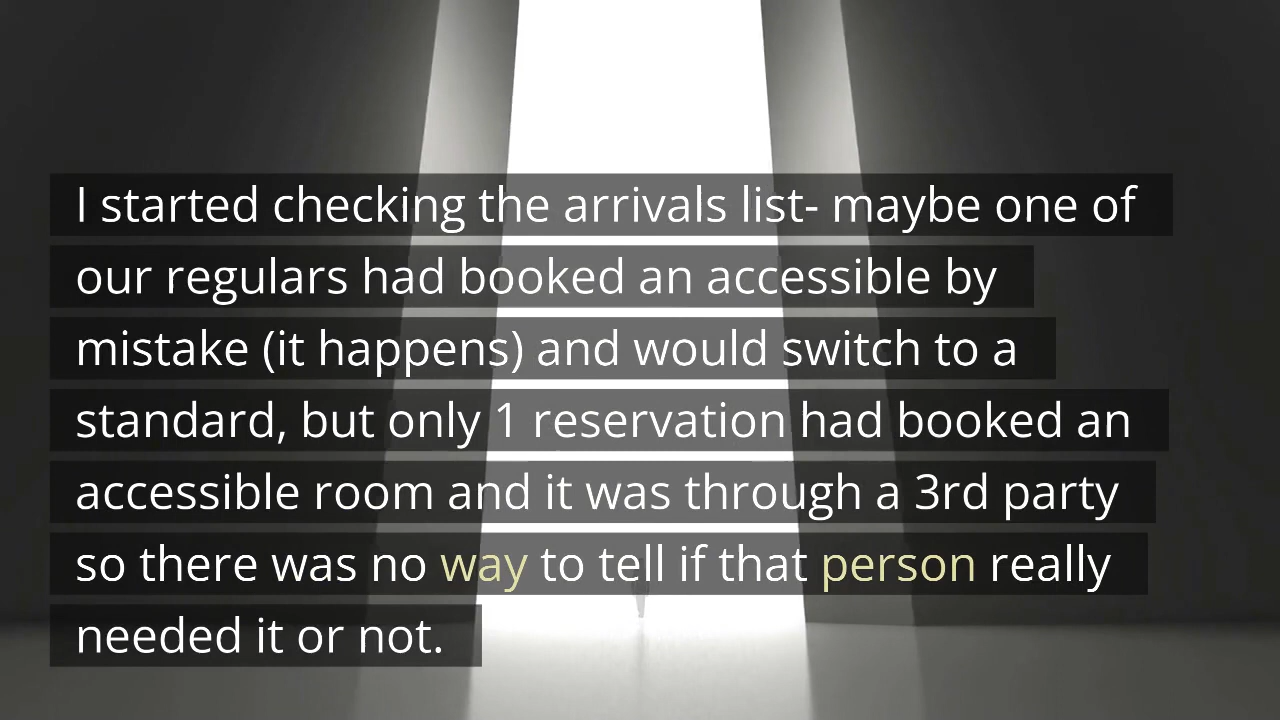 I started checking the arrivals list- maybe one of
our regulars had booked an accessible by
mistake (it happens) and would switch to a
standard, but only 1 reservation had booked an
accessible room and it was through a 3rd party
so there was no way to tell if that person really
needed it or not.